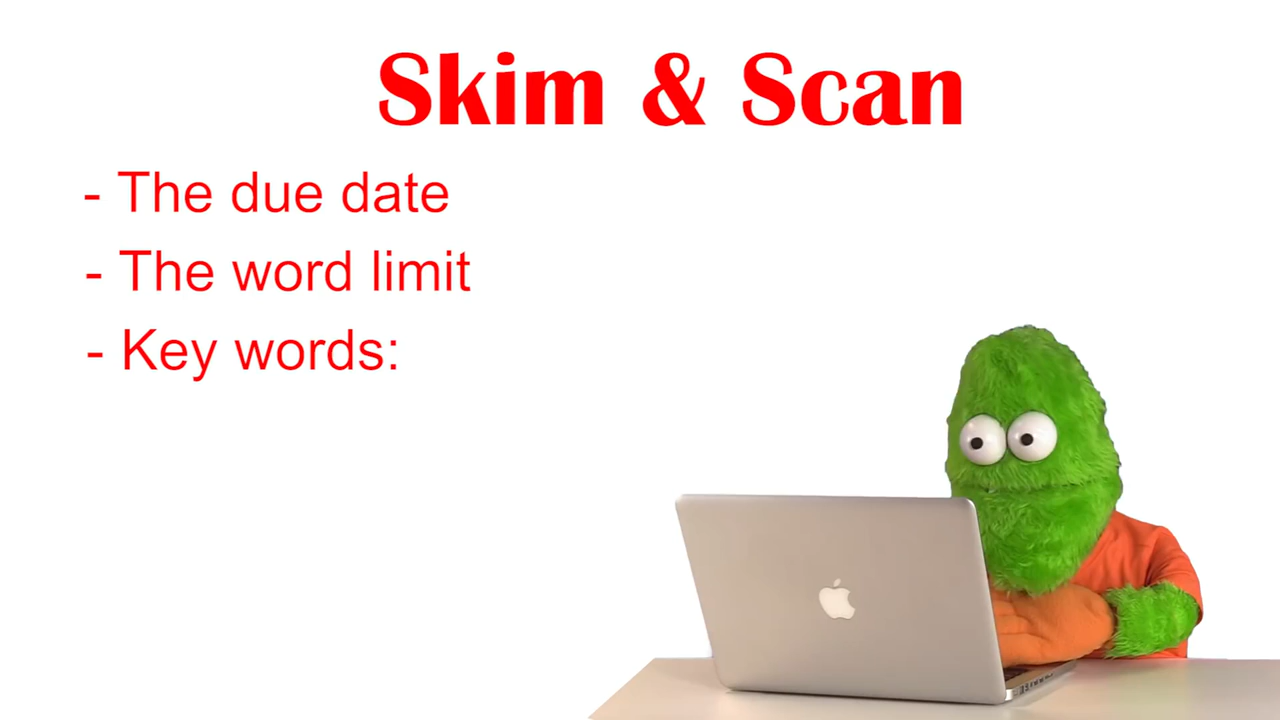 Skim & Scan
- The due date
- The word limit
- Key words: